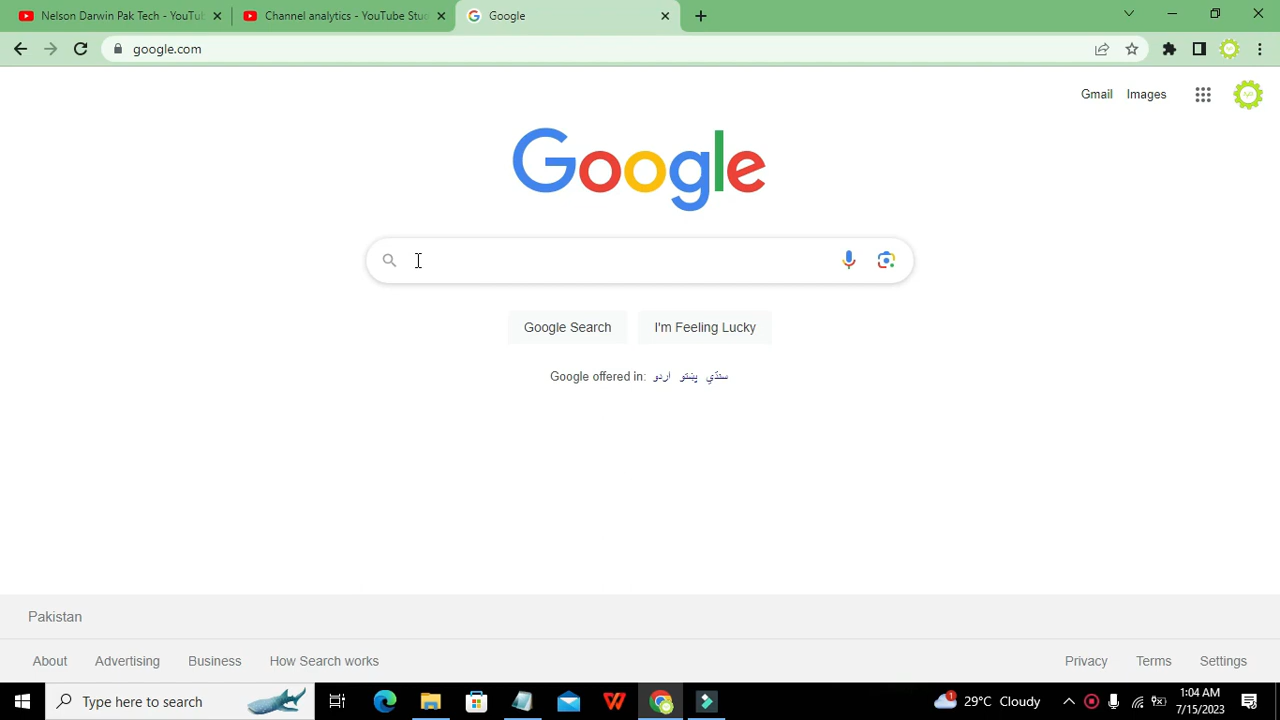 Nelson Darwin Pak Tech - YouTub
Channel analytics - YouTube Stu
Google
google.com
Gmail Images
Google
Google Search
I'm Feeling Lucky
Google offered in: اردو پښتو سنڌي
Pakistan
About Advertising Business How Search works
Privacy Terms Settings
Type here to search
1
29°C Cloudy
1:04 AM
7/15/2023